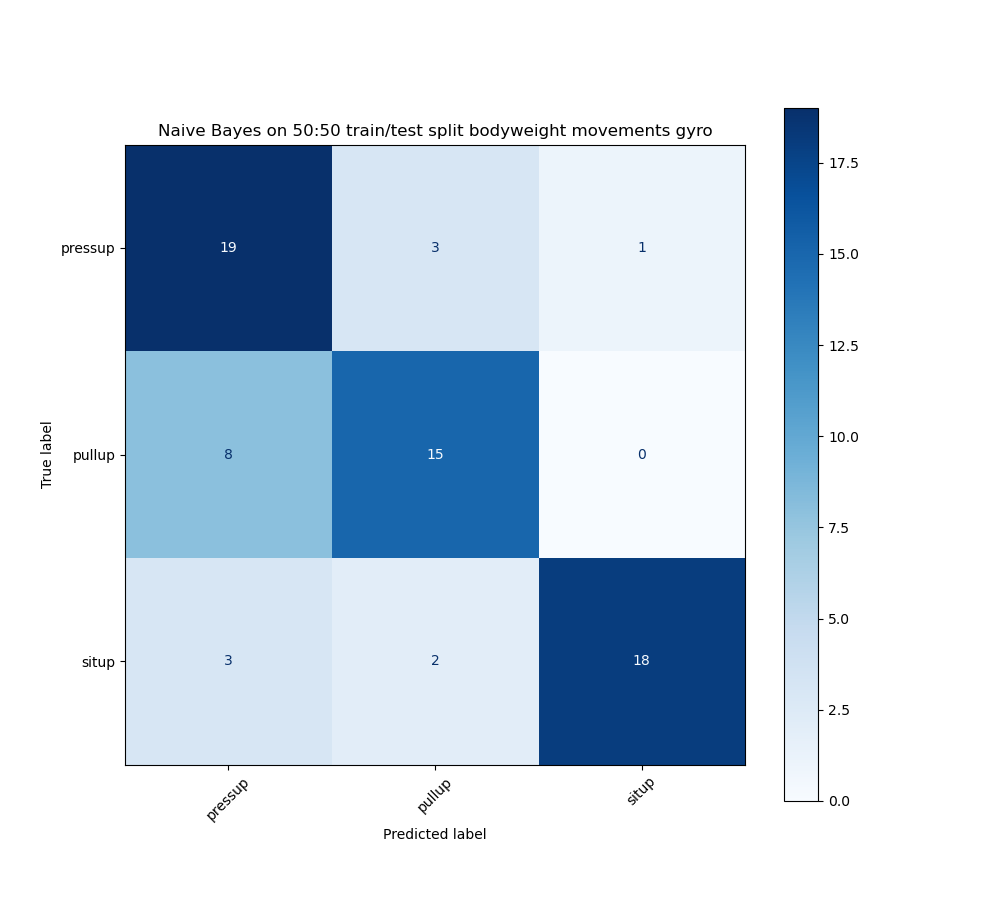 Naive Bayes on 50:50 train/test split bodyweight movements gyro
True label
pressup
19
3
1
pullup
8
15
0
situp
3
2
18
pressup
pullup
situp
Predicted label
17.5
15.0
12.5
10.0
7.5
5.0
2.5
0.0